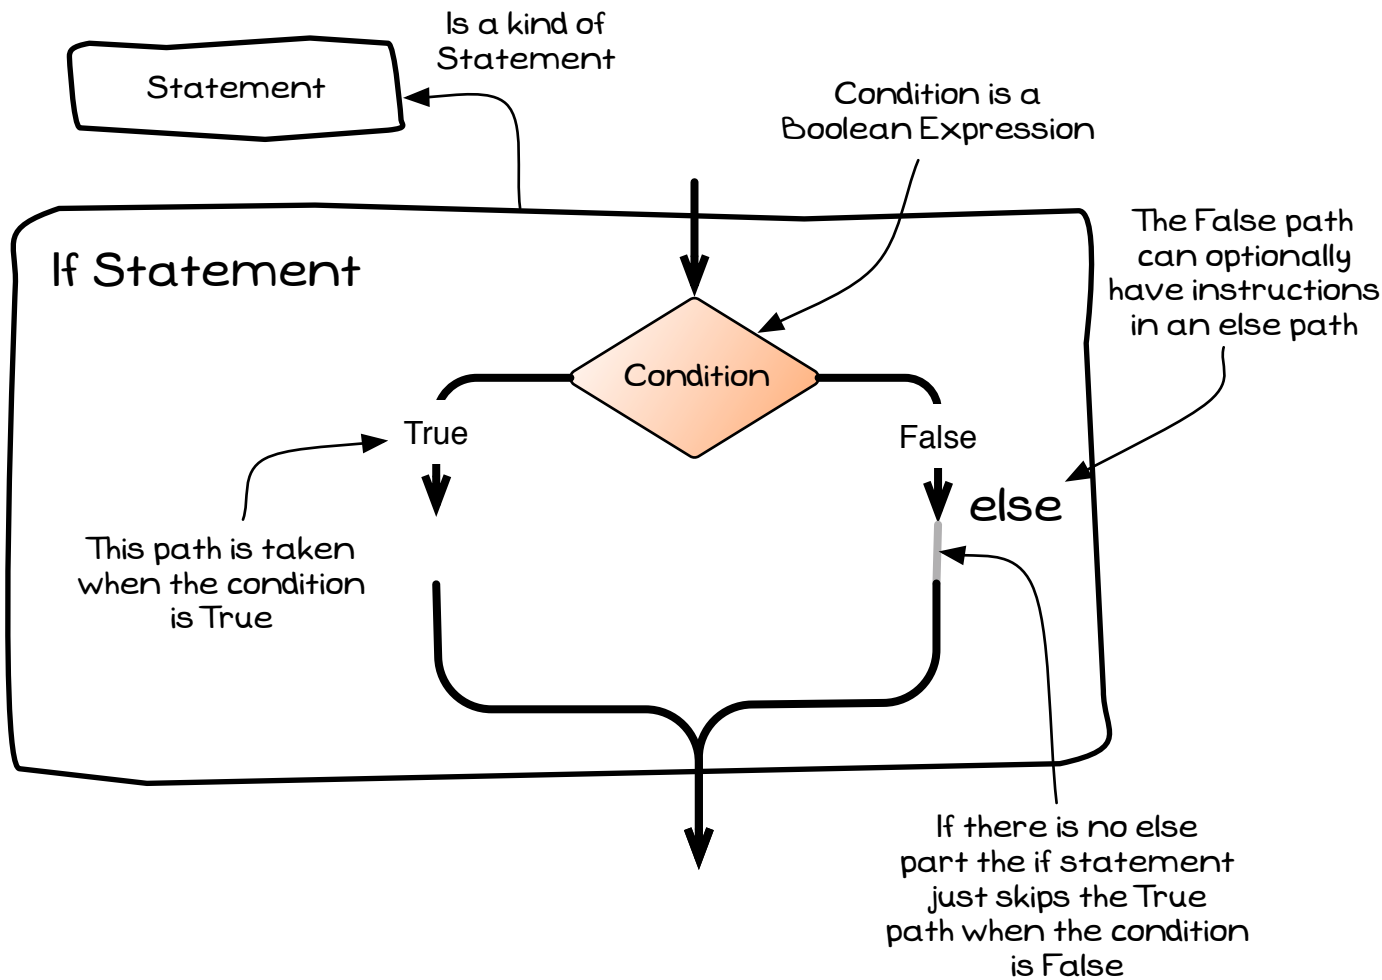 Is a kind of
Statement
Statement
Condition is a
Boolean Expression
The False path
can optionally
have instructions
in an else path
If Statement
Condition
True
False
else
This path is taken
when the condition
is True
If there is no else
part the if statement
just skips the True
path when the condition
is False